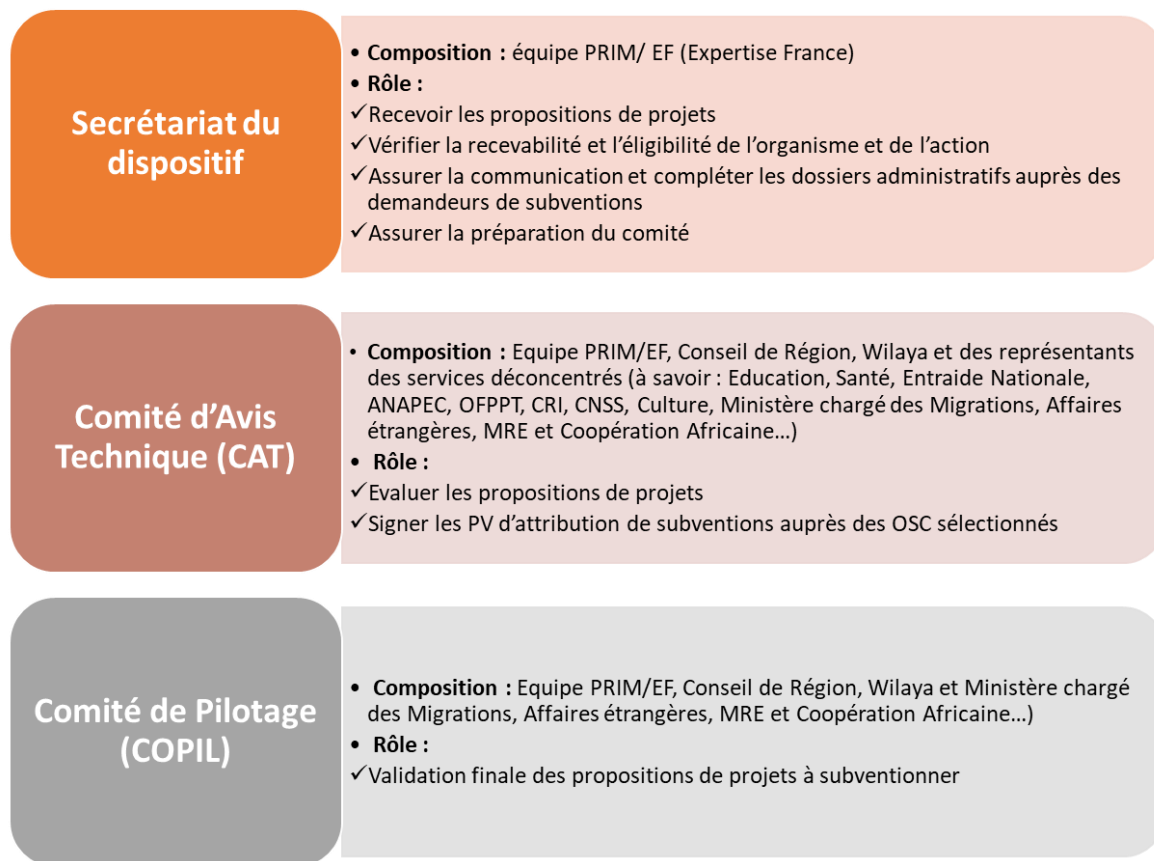 Secrétariat du
dispositif
• Composition : équipe PRIM/ EF (Expertise France)
• Rôle :
✓Recevoir les propositions de projets
✓Vérifier la recevabilité et l’éligibilité de l’organisme et de l’action
✓Assurer la communication et compléter les dossiers administratifs auprès des
demandeurs de subventions
✓Assurer la préparation du comité
Comité d’Avis
Technique (CAT)
• Composition : Equipe PRIM/EF, Conseil de Région, Wilaya et des représentants
des services déconcentrés (à savoir : Education, Santé, Entraide Nationale,
ANAPEC, OFPPT, CRI, CNSS, Culture, Ministère chargé des Migrations, Affaires
étrangères, MRE et Coopération Africaine…)
• Rôle :
✓Evaluer les propositions de projets
✓Signer les PV d’attribution de subventions auprès des OSC sélectionnés
Comité de Pilotage
(COPIL)
• Composition : Equipe PRIM/EF, Conseil de Région, Wilaya et Ministère chargé
des Migrations, Affaires étrangères, MRE et Coopération Africaine…)
• Rôle :
✓Validation finale des propositions de projets à subventionner